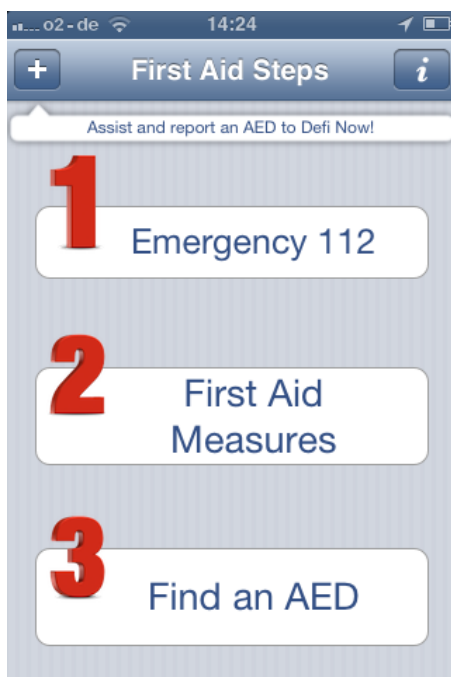 o2-de 14:24
+ First Aid Steps i
Assist and report an AED to Defi Now!
1
Emergency 112
2
First Aid
Measures
3
Find an AED